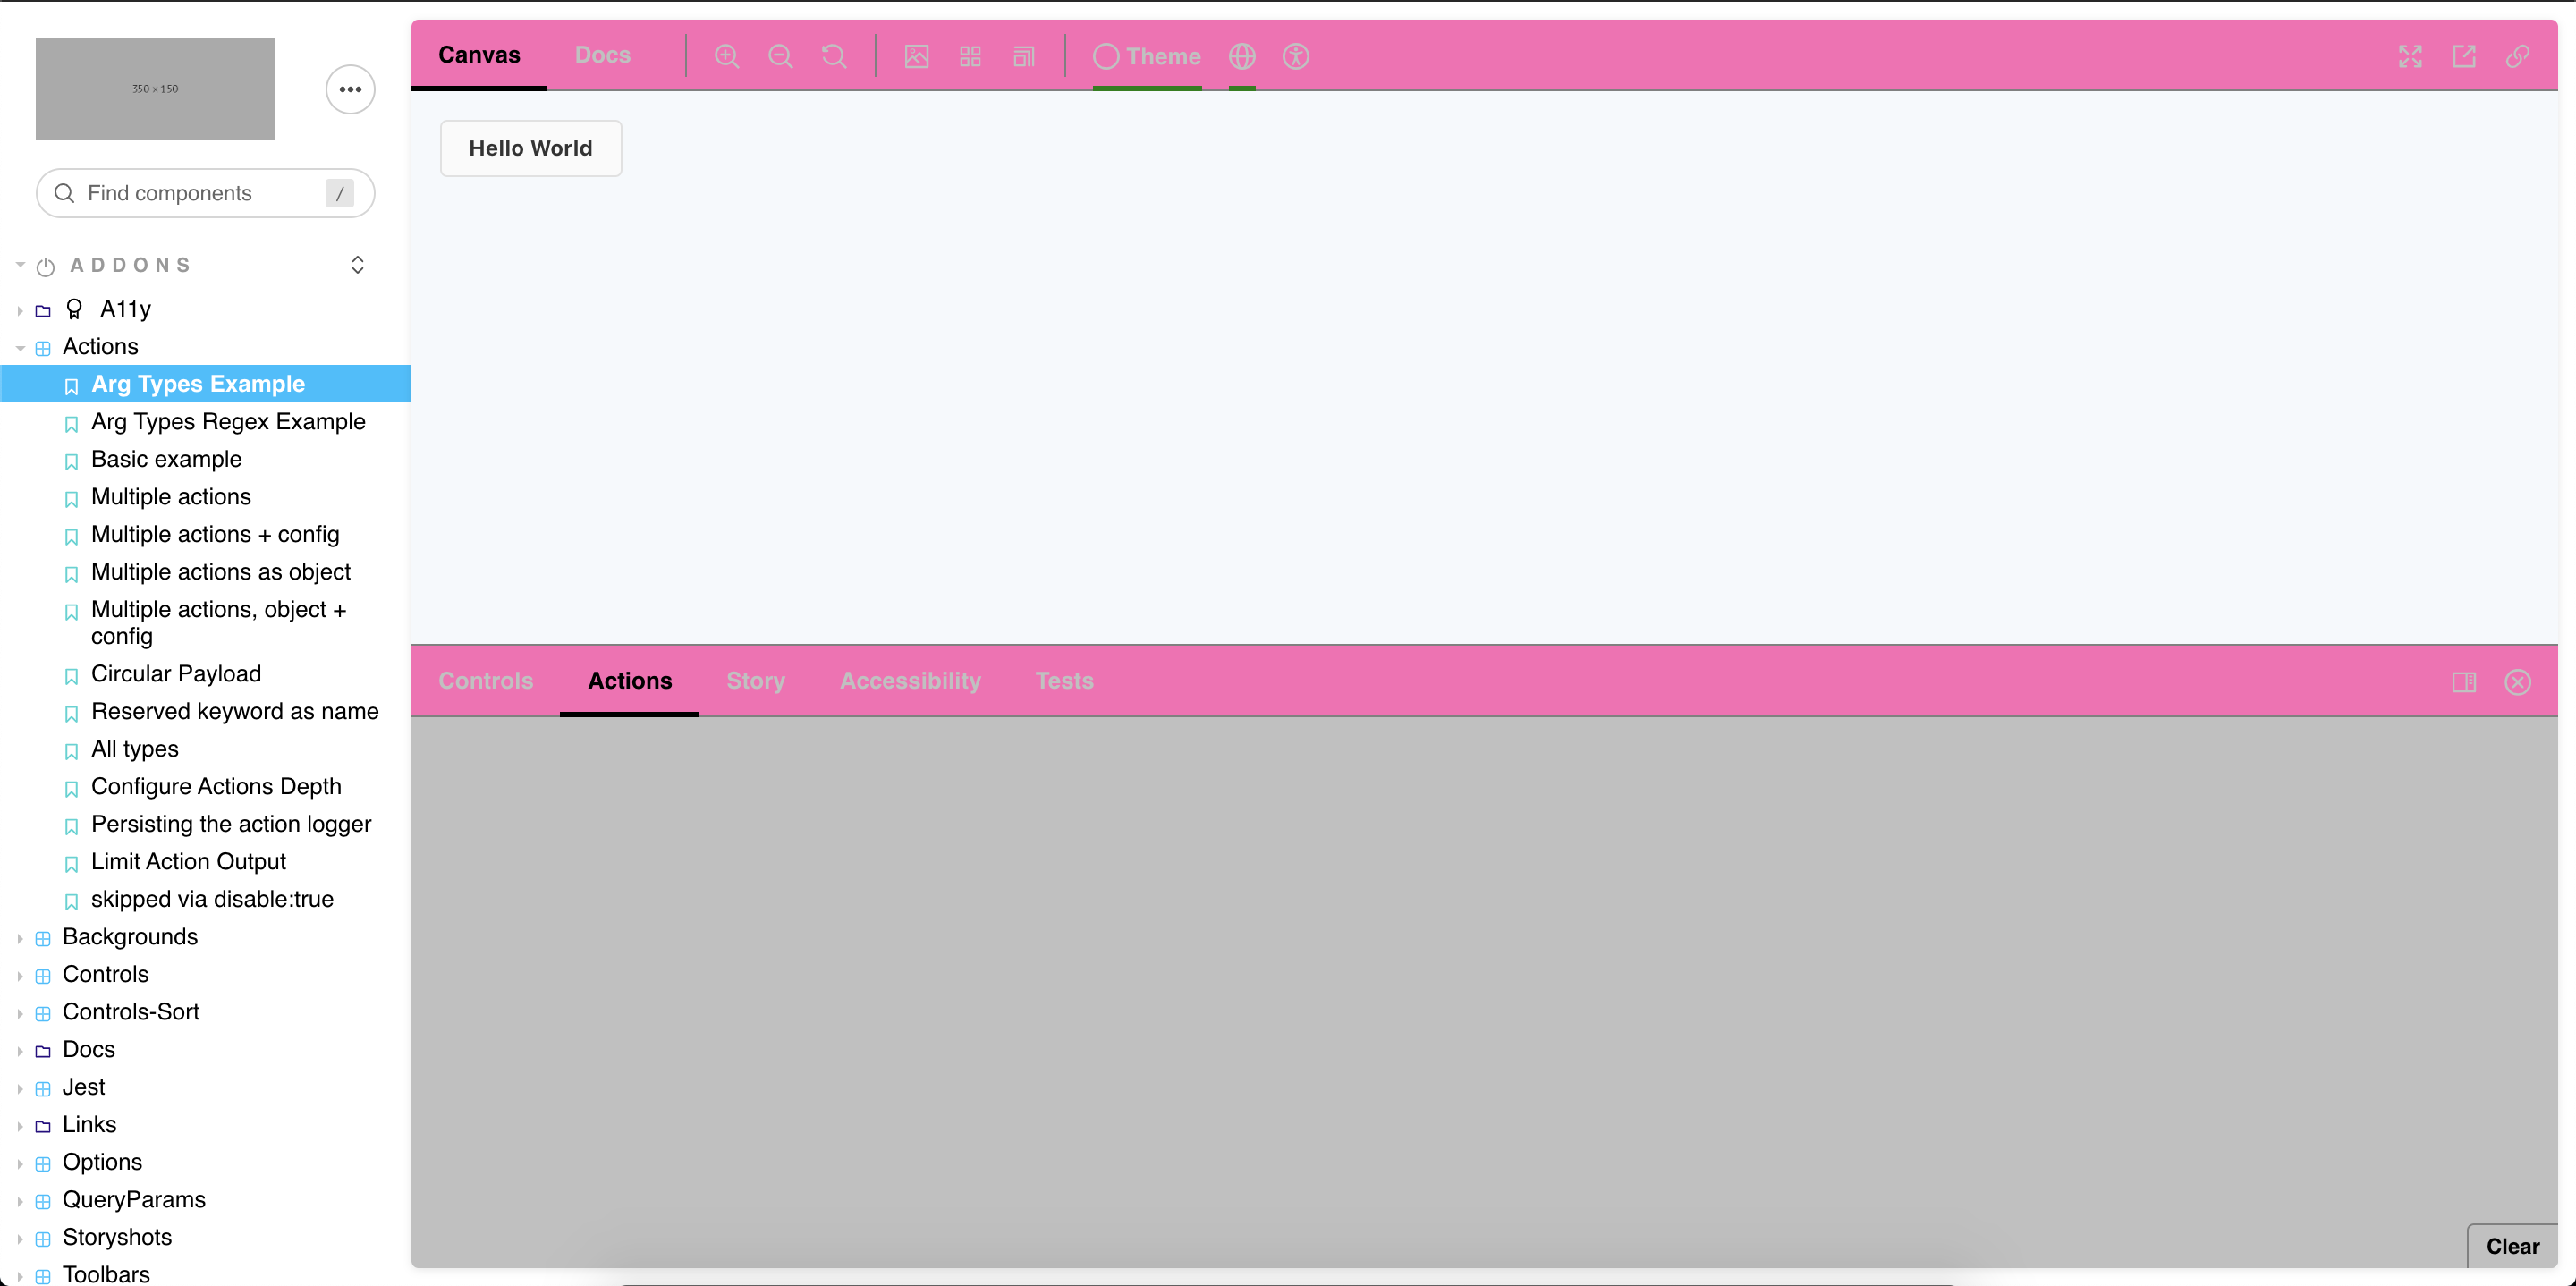 350 x 150
Find components /
ADDONS
A11y
Actions
Arg Types Example
Arg Types Regex Example
Basic example
Multiple actions
Multiple actions + config
Multiple actions as object
Multiple actions, object +
config
Circular Payload
Reserved keyword as name
All types
Configure Actions Depth
Persisting the action logger
Limit Action Output
skipped via disable:true
Backgrounds
Controls
Controls-Sort
Docs
Jest
Links
Options
QueryParams
Storyshots
Toolbars
Canvas Docs Theme
Hello World
Controls Actions Story Accessibility Tests
Clear